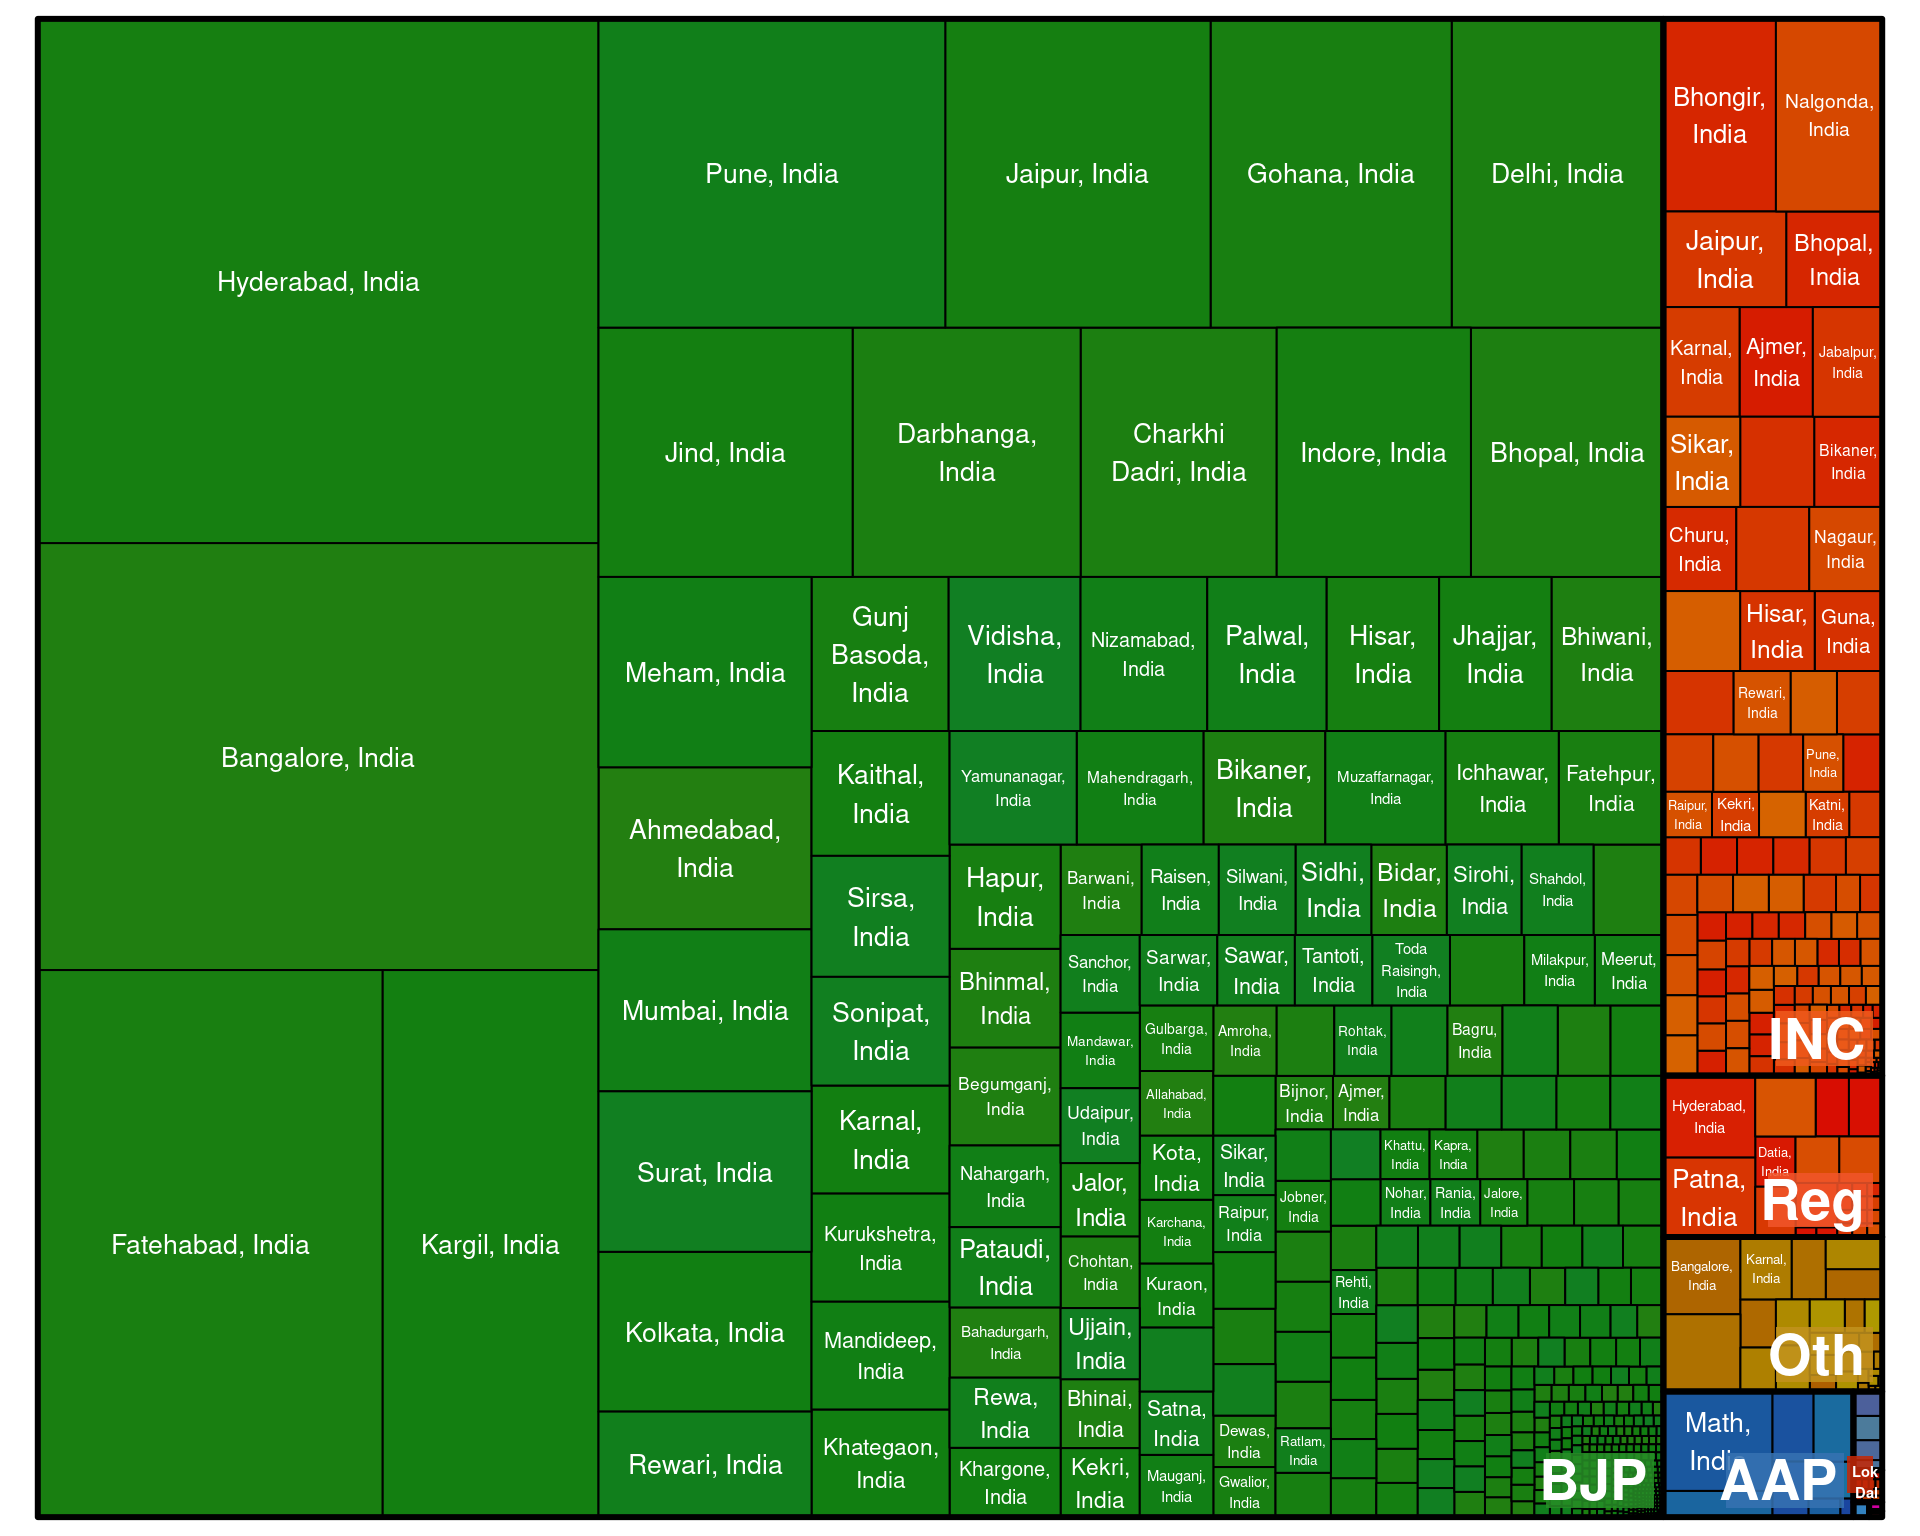 Hyderabad, India
Bangalore, India
Fatehabad, India
Kargil, India
Pune, India
Jaipur, India
Gohana, India
Delhi, India
Jind, India
Darbhanga,
India
Charkhi
Dadri, India
Indore, India
Bhopal, India
Meham, India
Ahmedabad,
India
Mumbai, India
Surat, India
Kolkata, India
Rewari, India
Gunj
Basoda,
India
Kaithal,
India
Sirsa,
India
Sonipat,
India
Karnal,
India
Kurukshetra,
India
Mandideep,
India
Khategaon,
India
Vidisha,
India
Nizamabad,
India
Palwal,
India
Hisar,
India
Jhajjar,
India
Bhiwani,
India
Yamunanagar,
India
Mahendragarh,
India
Bikaner,
India
Muzaffarnagar,
India
Ichhawar,
India
Fatehpur,
India
Hapur,
India
Bhinmal,
India
Begumganj,
India
Nahargarh,
India
Pataudi,
India
Bahadurgarh,
India
Rewa,
India
Khargone,
India
Barwani,
India
Raisen,
India
Silwani,
India
Sidhi,
India
Bidar,
India
Sirohi,
India
Shahdol,
India
Sanchor,
India
Sarwar,
India
Sawar,
India
Tantoti,
India
Toda
Raisingh,
India
Milakpur,
India
Meerut,
India
Mandawar,
India
Udaipur,
India
Jalor,
India
Chohtan,
India
Ujjain,
India
Bhinai,
India
Kekri,
India
Gulbarga,
India
Allahabad,
India
Kota,
India
Karchana,
India
Kuraon,
India
Satna,
India
Mauganj,
India
Amroha,
India
Rohtak,
India
Bagru,
India
Bijnor,
India
Ajmer,
India
Sikar,
India
Raipur,
India
Dewas,
India
Gwalior,
India
Khattu,
India
Kapra,
India
Jobner,
India
Nohar,
India
Rania,
India
Jalore,
India
Rehti,
India
Ratlam,
India
BJP
Bhongir,
India
Nalgonda,
India
Jaipur,
India
Bhopal,
India
Karnal,
India
Ajmer,
India
Jabalpur,
India
Sikar,
India
Bikaner,
India
Churu,
India
Nagaur,
India
Hisar,
India
Guna,
India
Rewari,
India
Pune,
India
Raipur,
India
Kekri,
India
Katni,
India
INC
Hyderabad,
India
Patna,
India
Datia,
India
Reg
Bangalore,
India
Karnal,
India
Oth
Math,
India
AAP
Lok
Dal